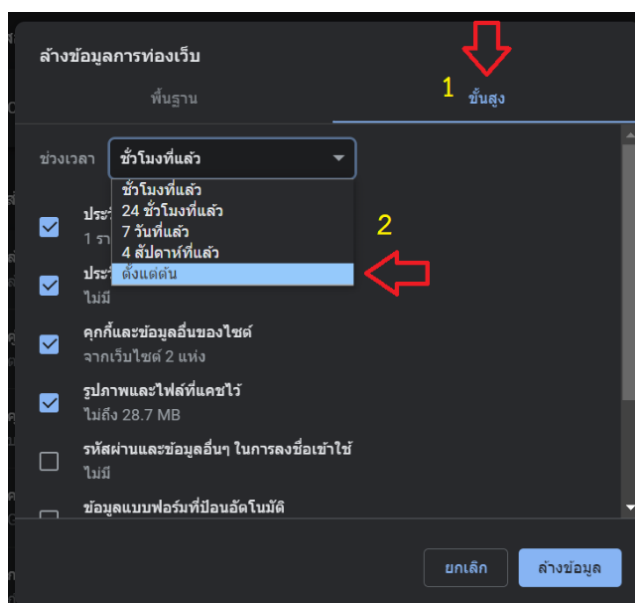 ล้างข้อมูลการท่องเว็บ
พื้นฐาน
1 ขั้นสูง
ช่วงเวลา ชั่วโมงที่แล้ว
ชั่วโมงที่แล้ว
24 ชั่วโมงที่แล้ว
7 วันที่แล้ว
4 สัปดาห์ที่แล้ว
ตั้งแต่ต้น
2
ไม่มี
คุกกี้และข้อมูลอื่นของไซต์
จากเว็บไซต์ 2 แห่ง
รูปภาพและไฟล์ที่แคชไว้
ไม่ถึง 28.7 MB
รหัสผ่านและข้อมูลอื่นๆ ในการลงชื่อเข้าใช้
ไม่มี
ข้อมูลแบบฟอร์มที่ป้อนอัตโนมัติ
ยกเลิก ล้างข้อมูล